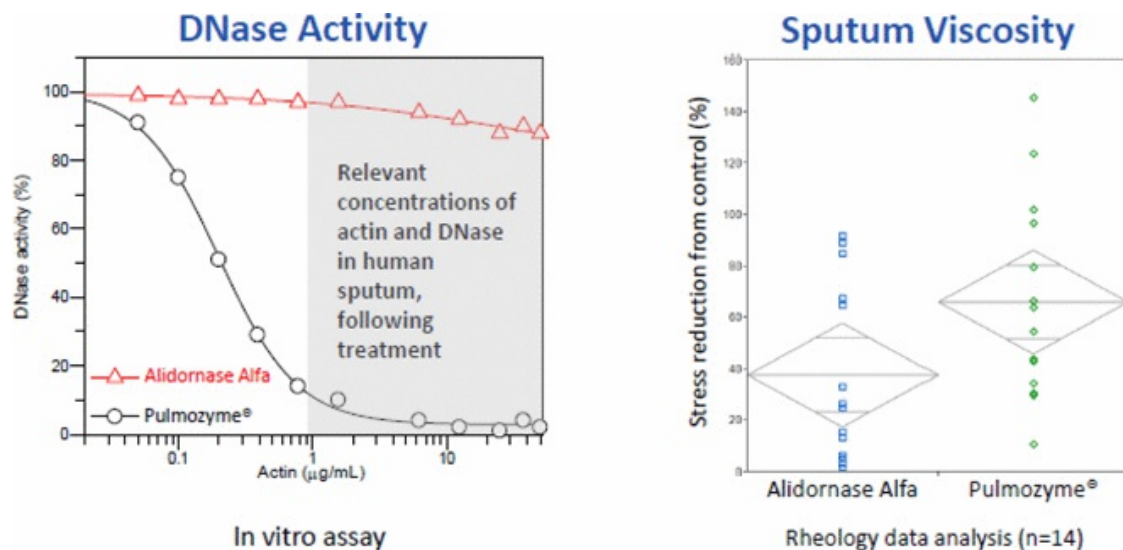 DNase Activity
DNase activity (%)
100
80
60
40
20
0
Relevant
concentrations of
actin and DNase
in human
sputum,
following
treatment
Alidornase Alfa
Pulmozyme®
0.1
1
10
Actin (µg/mL)
In vitro assay
Sputum Viscosity
Stress reduction from control (%)
160
140
120
100
80
60
40
20
0
Alidornase Alfa
Pulmozyme®
Rheology data analysis (n=14)